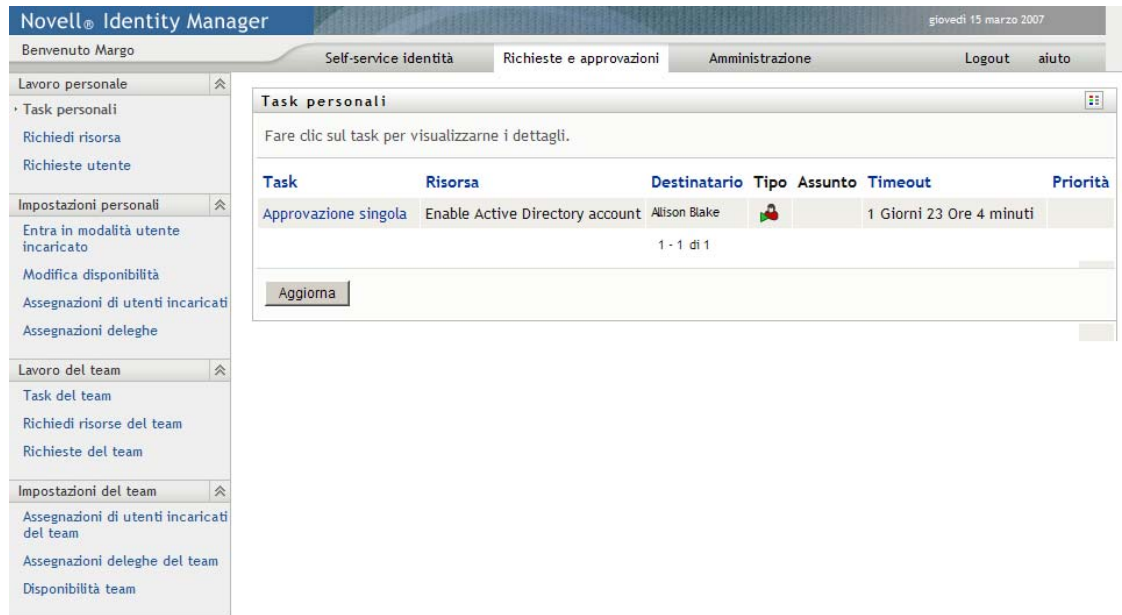 Novell® Identity Manager
giovedì 15 marzo 2007
Benvenuto Margo
Self-service identità
Richieste e approvazioni
Amministrazione
Logout
aiuto
Lavoro personale
Task personali
Richiedi risorsa
Richieste utente
Impostazioni personali
Entra in modalità utente
incaricato
Modifica disponibilità
Assegnazioni di utenti incaricati
Assegnazioni deleghe
Lavoro del team
Task del team
Richiedi risorse del team
Richieste del team
Impostazioni del team
Assegnazioni di utenti incaricati
del team
Assegnazioni deleghe del team
Disponibilità team
Task personali
Fare clic sul task per visualizzarne i dettagli.
Task Risorsa Destinatario Tipo Assunto Timeout Priorità
Approvazione singola Enable Active Directory account Allison Blake 1 Giorni 23 Ore 4 minuti
1 - 1 di 1
Aggiorna